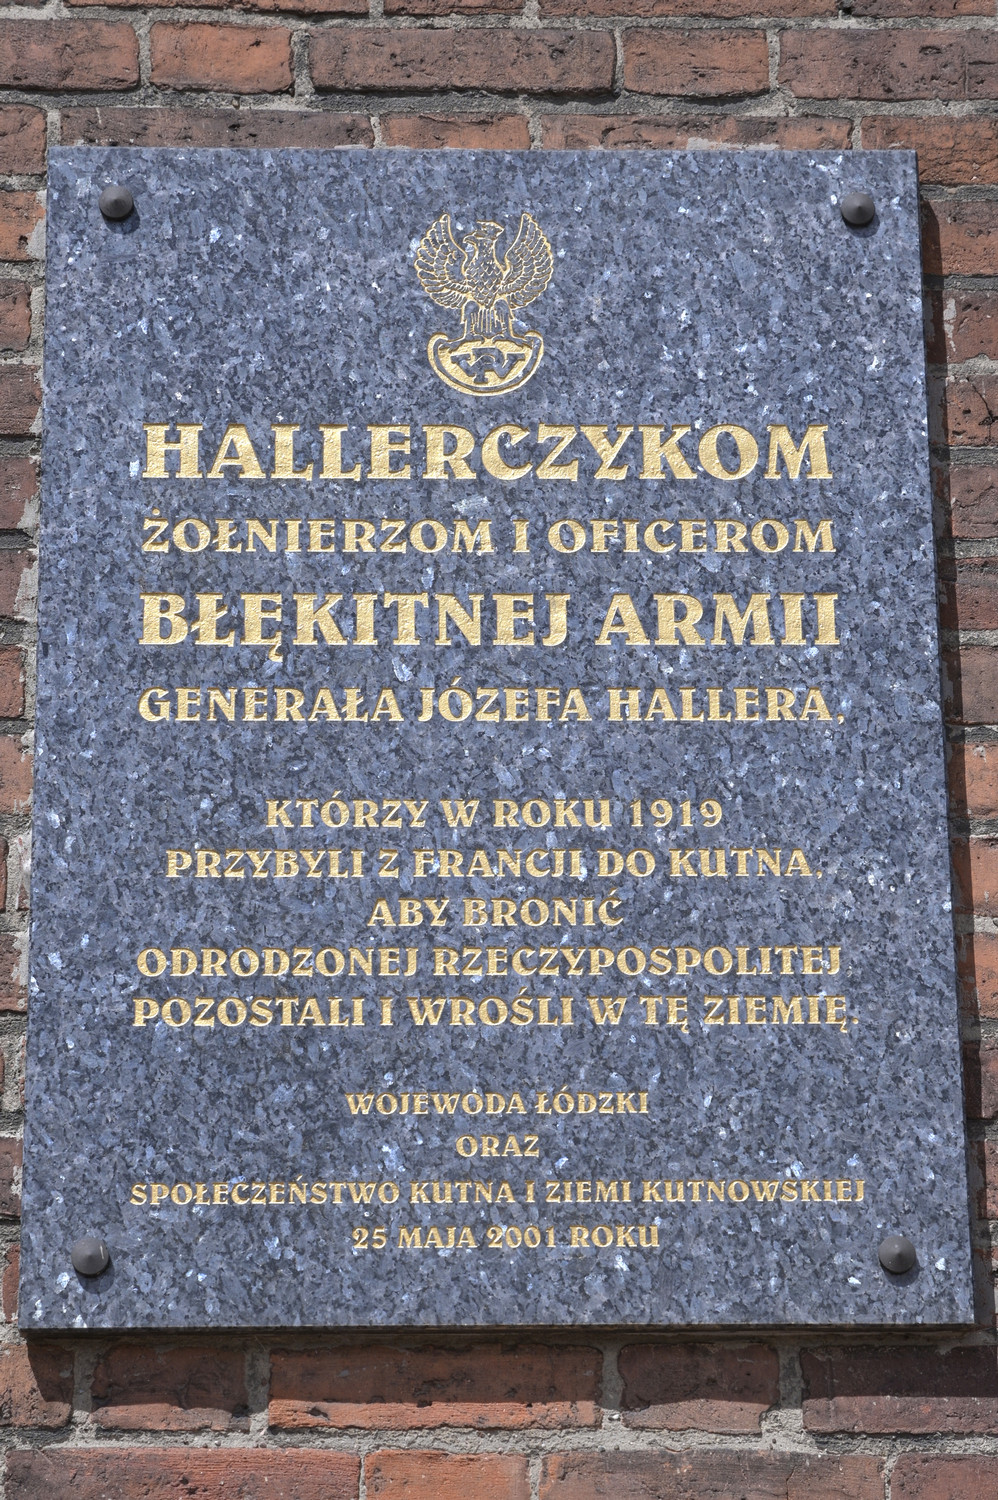 HALLERCZYKOM
ŻOŁNIERZOM I OFICEROM
BŁĘKITNEJ ARMII
GENERAŁA JÓZEFA HALLERA,
KTÓRZY W ROKU 1919
PRZYBYLI Z FRANCJI DO KUTNA,
ABY BRONIĆ
ODRODZONEJ RZECZYPOSPOLITEJ
POZOSTALI I WROŚLI W TĘ ZIEMIĘ.
WOJEWODA ŁÓDZKI
ORAZ
SPOŁECZEŃSTWO KUTNA I ZIEMI KUTNOWSKIEJ
25 MAJA 2001 ROKU